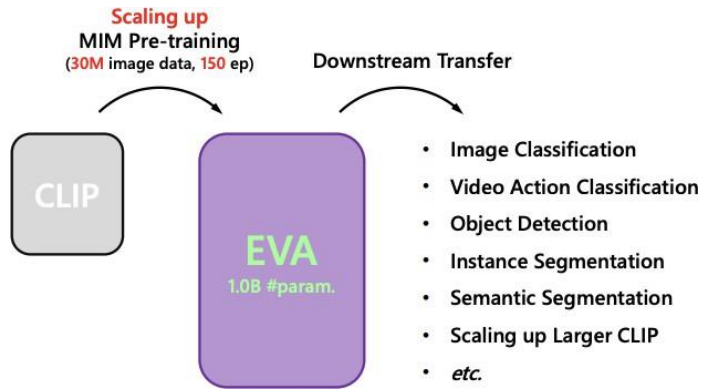 Scaling up
MIM Pre-training
(30M image data, 150 ep)
Downstream Transfer
CLIP
EVA
1.0B #param.
• Image Classification
• Video Action Classification
• Object Detection
• Instance Segmentation
• Semantic Segmentation
• Scaling up Larger CLIP
• etc.